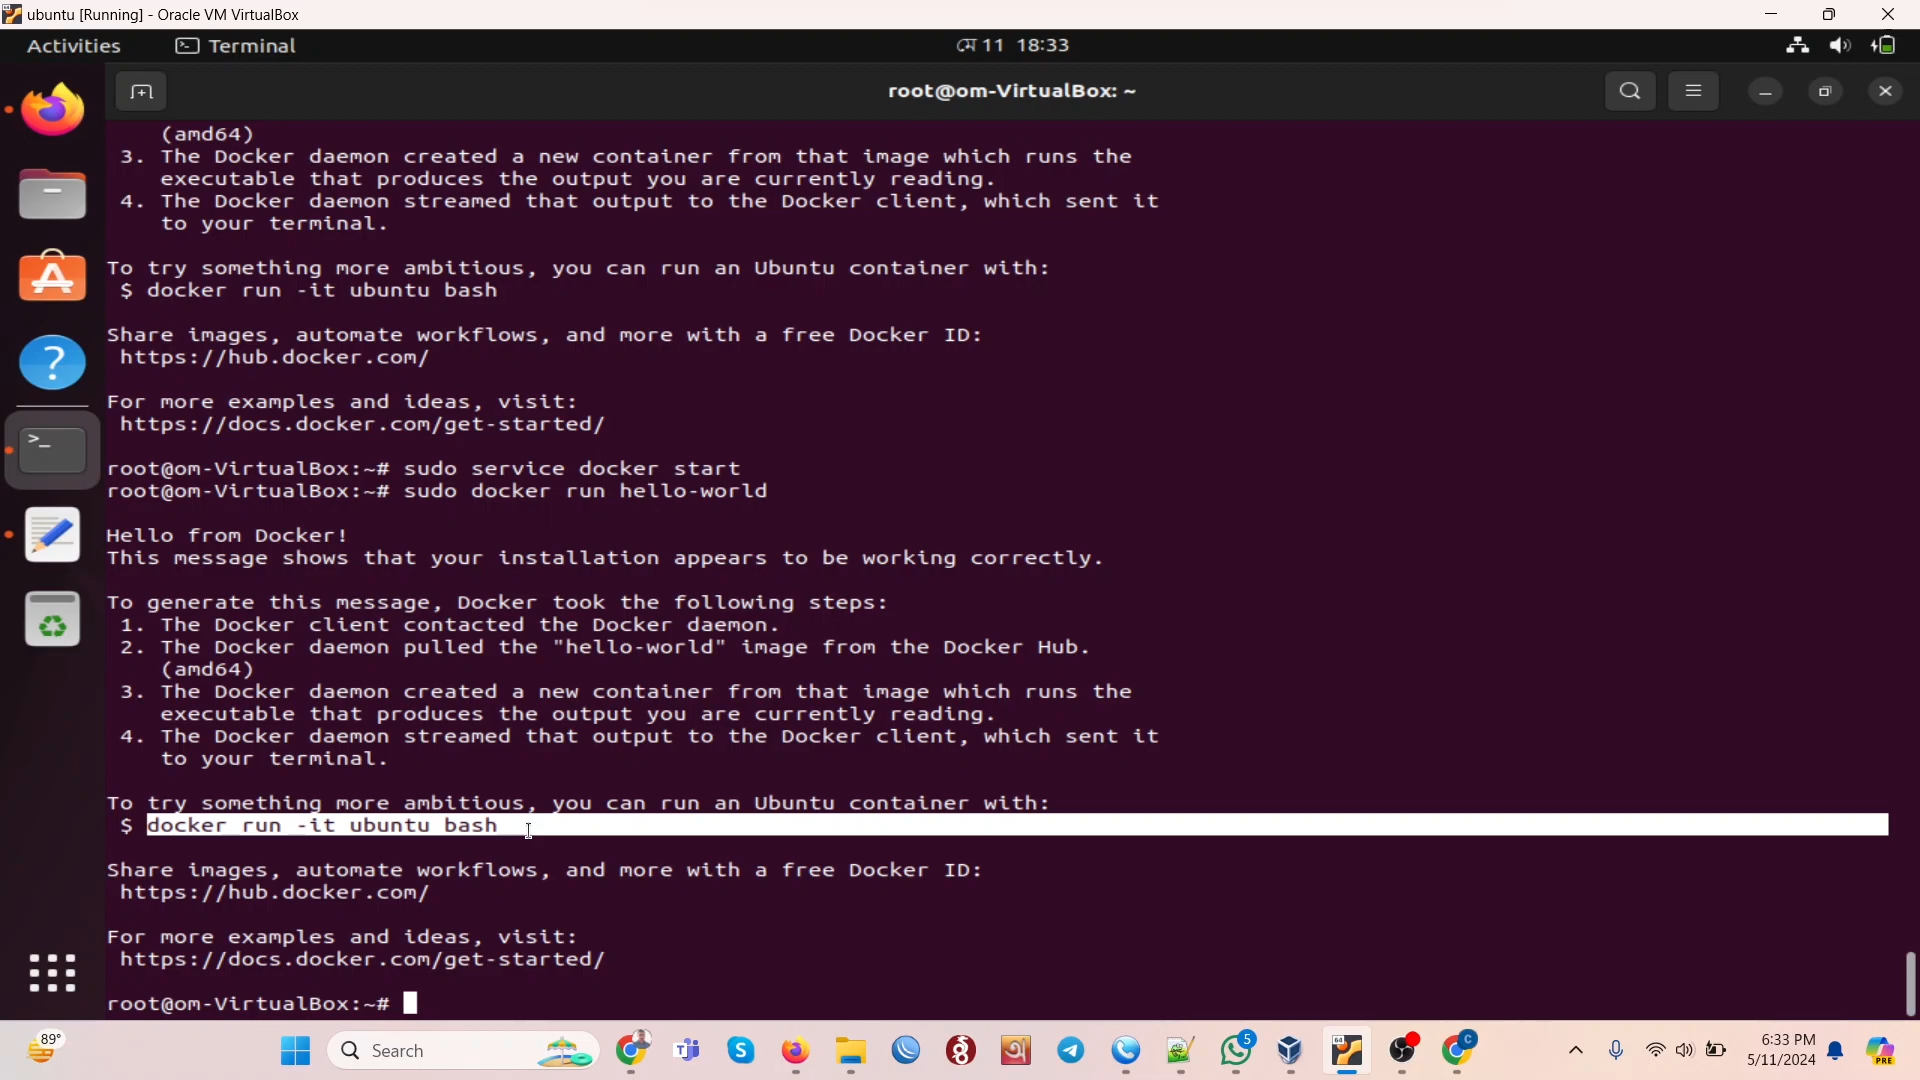 ubuntu [Running] - Oracle VM VirtualBox
Activities Terminal মে 11 18:33
root@om-VirtualBox: ~
(amd64)
3. The Docker daemon created a new container from that image which runs the
executable that produces the output you are currently reading.
4. The Docker daemon streamed that output to the Docker client, which sent it
to your terminal.
To try something more ambitious, you can run an Ubuntu container with:
$ docker run -it ubuntu bash
Share images, automate workflows, and more with a free Docker ID:
https://hub.docker.com/
For more examples and ideas, visit:
https://docs.docker.com/get-started/
root@om-VirtualBox:~# sudo service docker start
root@om-VirtualBox:~# sudo docker run hello-world
Hello from Docker!
This message shows that your installation appears to be working correctly.
To generate this message, Docker took the following steps:
1. The Docker client contacted the Docker daemon.
2. The Docker daemon pulled the "hello-world" image from the Docker Hub.
(amd64)
3. The Docker daemon created a new container from that image which runs the
executable that produces the output you are currently reading.
4. The Docker daemon streamed that output to the Docker client, which sent it
to your terminal.
To try something more ambitious, you can run an Ubuntu container with:
$ docker run -it ubuntu bash
Share images, automate workflows, and more with a free Docker ID:
https://hub.docker.com/
For more examples and ideas, visit:
https://docs.docker.com/get-started/
root@om-VirtualBox:~#
89° Search 5 C 6:33 PM
5/11/2024 PRE